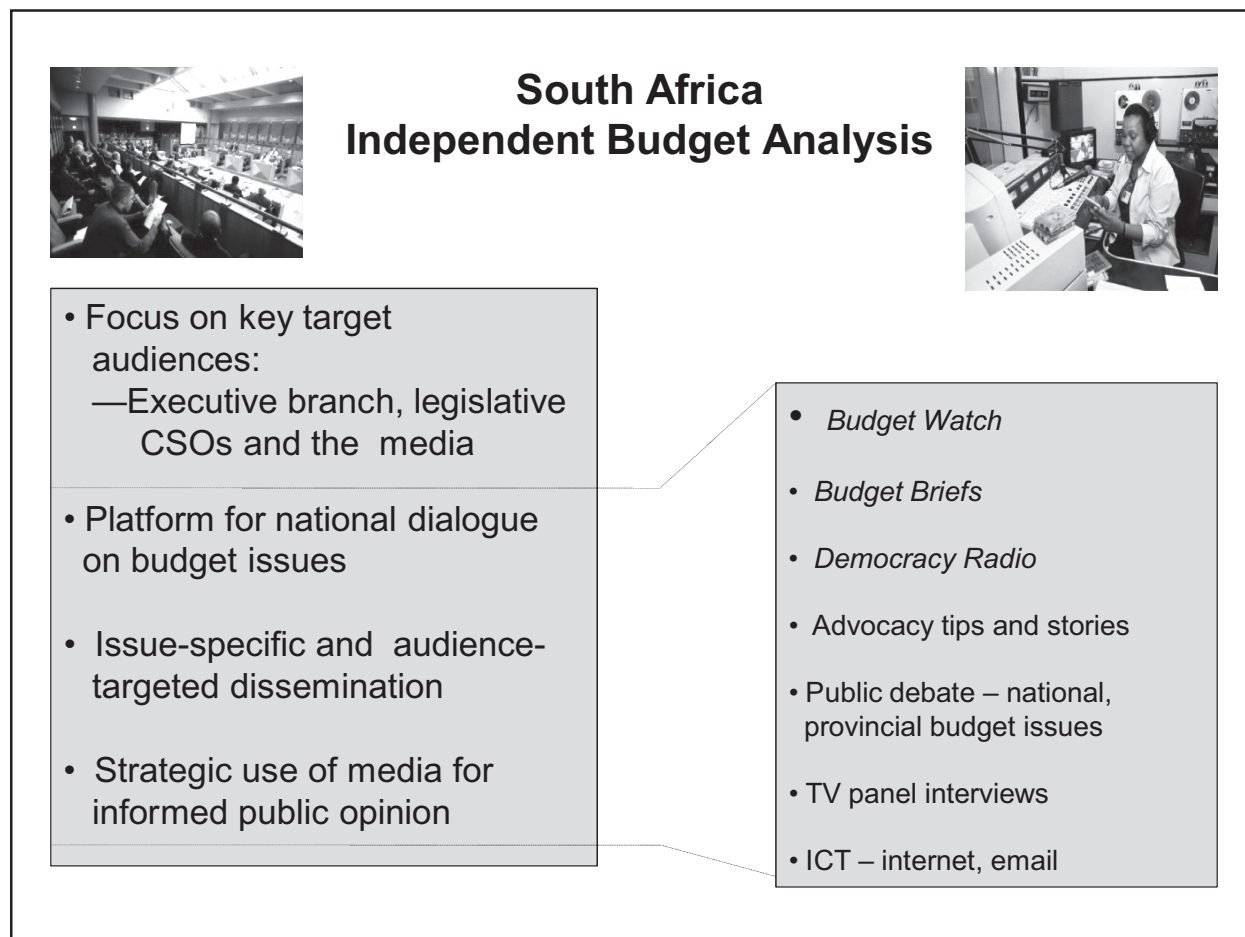 South Africa
Independent Budget Analysis
• Focus on key target
audiences:
—Executive branch, legislative
CSOs and the media
• Platform for national dialogue
on budget issues
• Issue-specific and audience-
targeted dissemination
• Strategic use of media for
informed public opinion
• Budget Watch
• Budget Briefs
• Democracy Radio
• Advocacy tips and stories
• Public debate – national,
provincial budget issues
• TV panel interviews
• ICT – internet, email